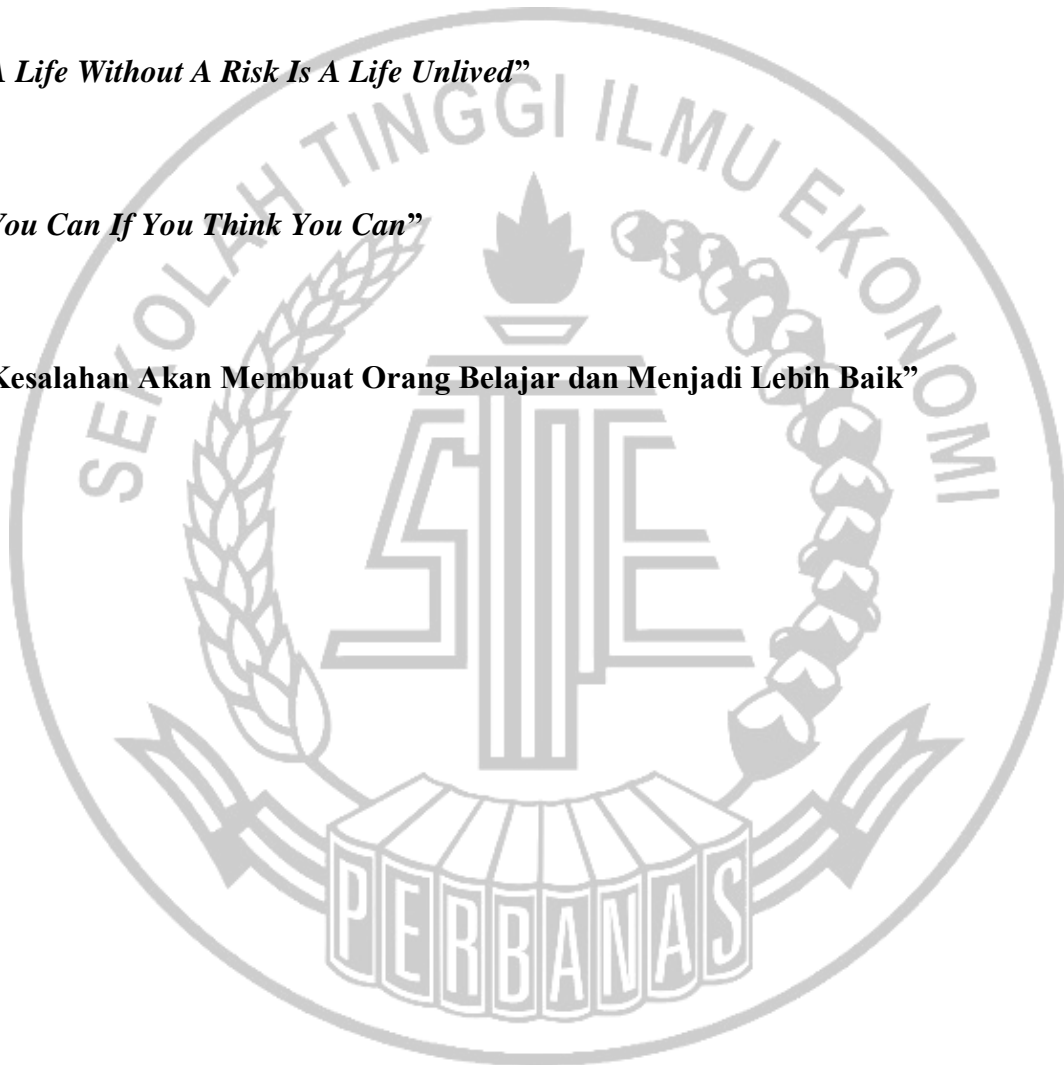 A Life Without A Risk Is A Life Unlived”
You Can If You Think You Can”
Kesalahan Akan Membuat Orang Belajar dan Menjadi Lebih Baik”
SEKOLAH TINGGI ILMU EKONOMI
STIE
PERBANAS